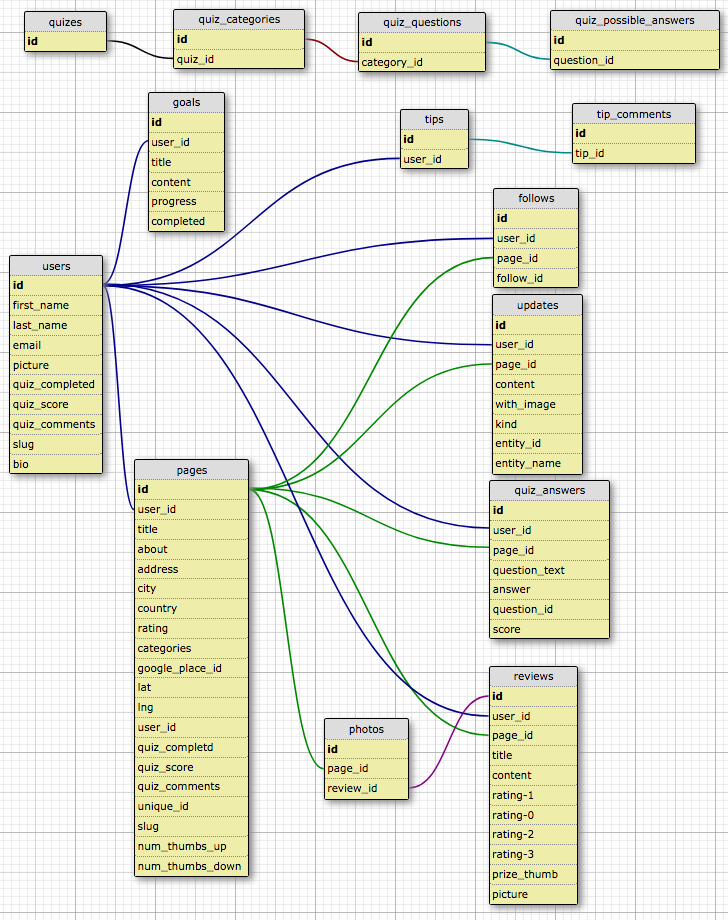 quizes
id
quiz_categories
id
quiz_id
quiz_questions
id
category_id
quiz_possible_answers
id
question_id
goals
id
user_id
title
content
progress
completed
tips
id
user_id
tip_comments
id
tip_id
follows
id
user_id
page_id
follow_id
users
id
first_name
last_name
email
picture
quiz_completed
quiz_score
quiz_comments
slug
bio
updates
id
user_id
page_id
content
with_image
kind
entity_id
entity_name
pages
id
user_id
title
about
address
city
country
rating
categories
google_place_id
lat
lng
user_id
quiz_completd
quiz_score
quiz_comments
unique_id
slug
num_thumbs_up
num_thumbs_down
quiz_answers
id
user_id
page_id
question_text
answer
question_id
score
photos
id
page_id
review_id
reviews
id
user_id
page_id
title
content
rating-1
rating-0
rating-2
rating-3
prize_thumb
picture